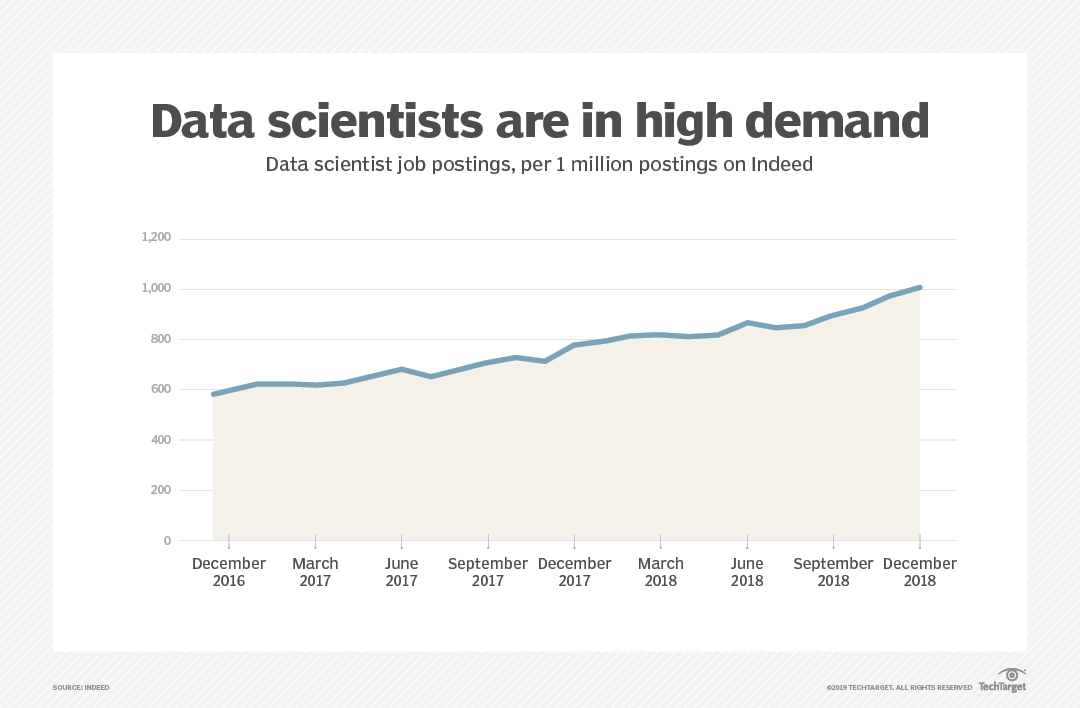 Data scientists are in high demand
Data scientist job postings, per 1 million postings on Indeed
1,200
1,000
800
600
400
200
0
December March June September December March June September December
2016 2017 2017 2017 2017 2018 2018 2018 2018
SOURCE: INDEED ©2019 TECHTARGET. ALL RIGHTS RESERVED TechTarget